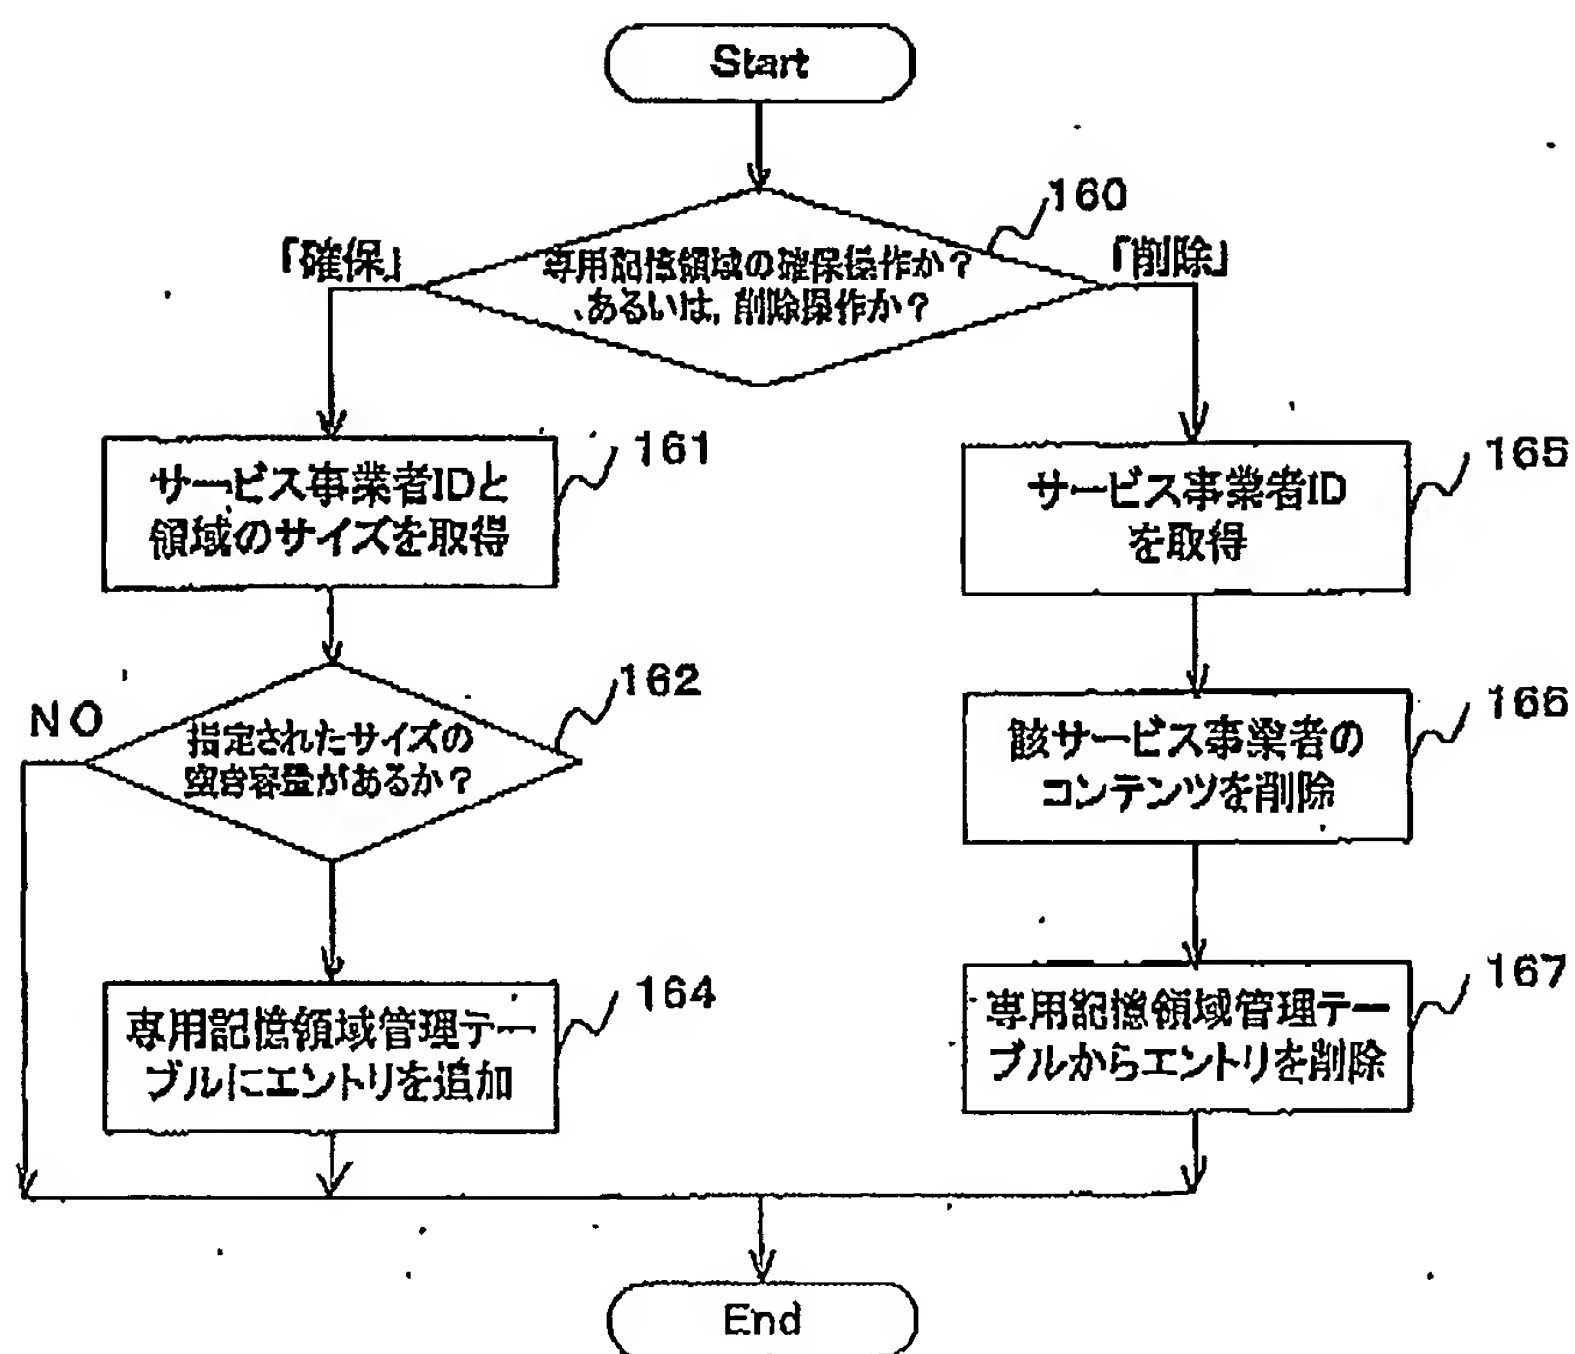 Start
160
「確保」
専用記憶領域の確保操作か?
、あるいは, 削除操作か?
「削除」
161
サービス事業者IDと
領域のサイズを取得
165
サービス事業者ID
を取得
162
NO
指定されたサイズの
空き容量があるか?
166
該サービス事業者の
コンテンツを削除
164
専用記憶領域管理テー
ブルにエントリを追加
167
専用記憶領域管理テー
ブルからエントリを削除
End